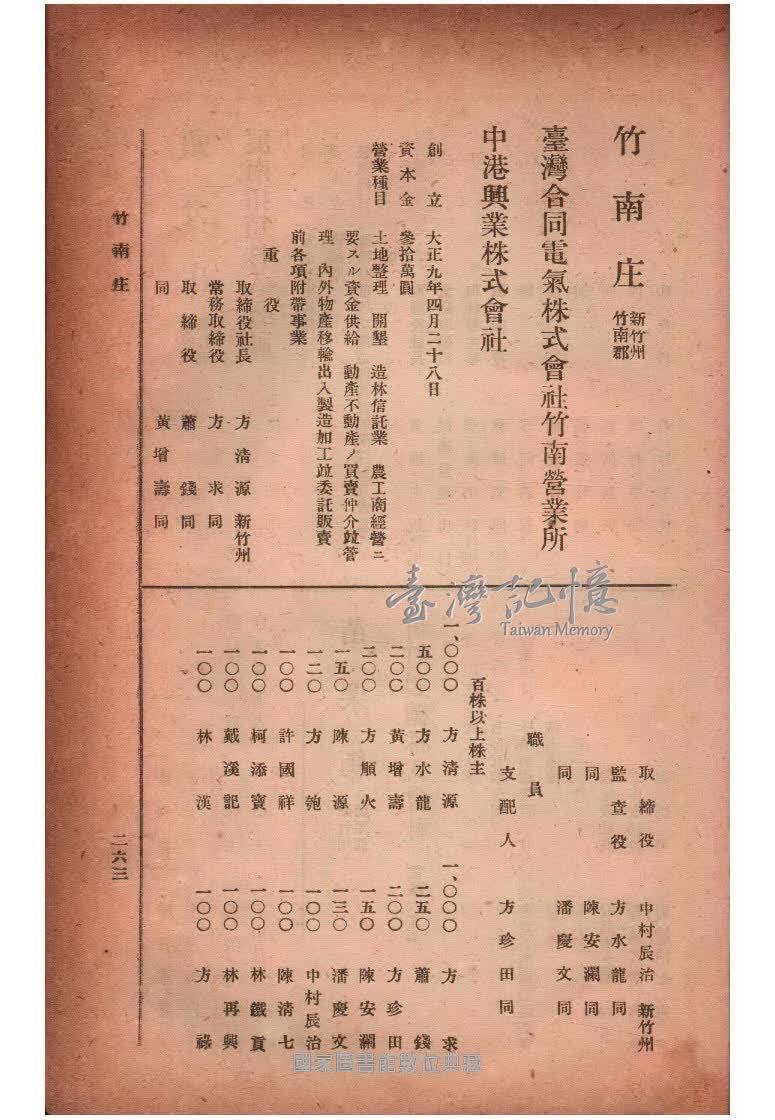 竹南庄 新竹州 竹南郡
臺灣合同電氣株式會社竹南營業所
中港興業株式會社
創立 大正九年四月二十八日
資本金 參拾萬圓
營業種目 土地整理 開墾 造林信託業 農工商經營ニ
要スル資金供給 動產不動產ノ買賣仲介竝管
理 內外物產移輸出入製造加工竝委託販賣
前各項附帶事業
重役
取締役社長 方清源 新竹州
常務取締役 方求 同
取締役 蕭錢 同
同 黃增壽 同
取締役 中村辰治 新竹州
監查役 方水龍 同
同 陳安瀾 同
同 潘慶文 同
職員
支配人 方珍田 同
百株以上株主
一、〇〇〇 方清源 一、〇〇〇 方求
五〇〇 方水龍 二五〇 蕭錢
二〇〇 黃增壽 二〇〇 方珍田
二〇〇 方順火 一五〇 陳安瀾
一五〇 陳源 一三〇 潘慶文
一二〇 方匏 一〇〇 中村辰治
一〇〇 許國祥 一〇〇 陳清七
一〇〇 柯添寶 一〇〇 林鐵貢
一〇〇 戴溪記 一〇〇 林再興
一〇〇 林漢 一〇〇 方祿
竹南庄
二六三
臺灣記憶
Taiwan Memory
國家圖書館數位典藏